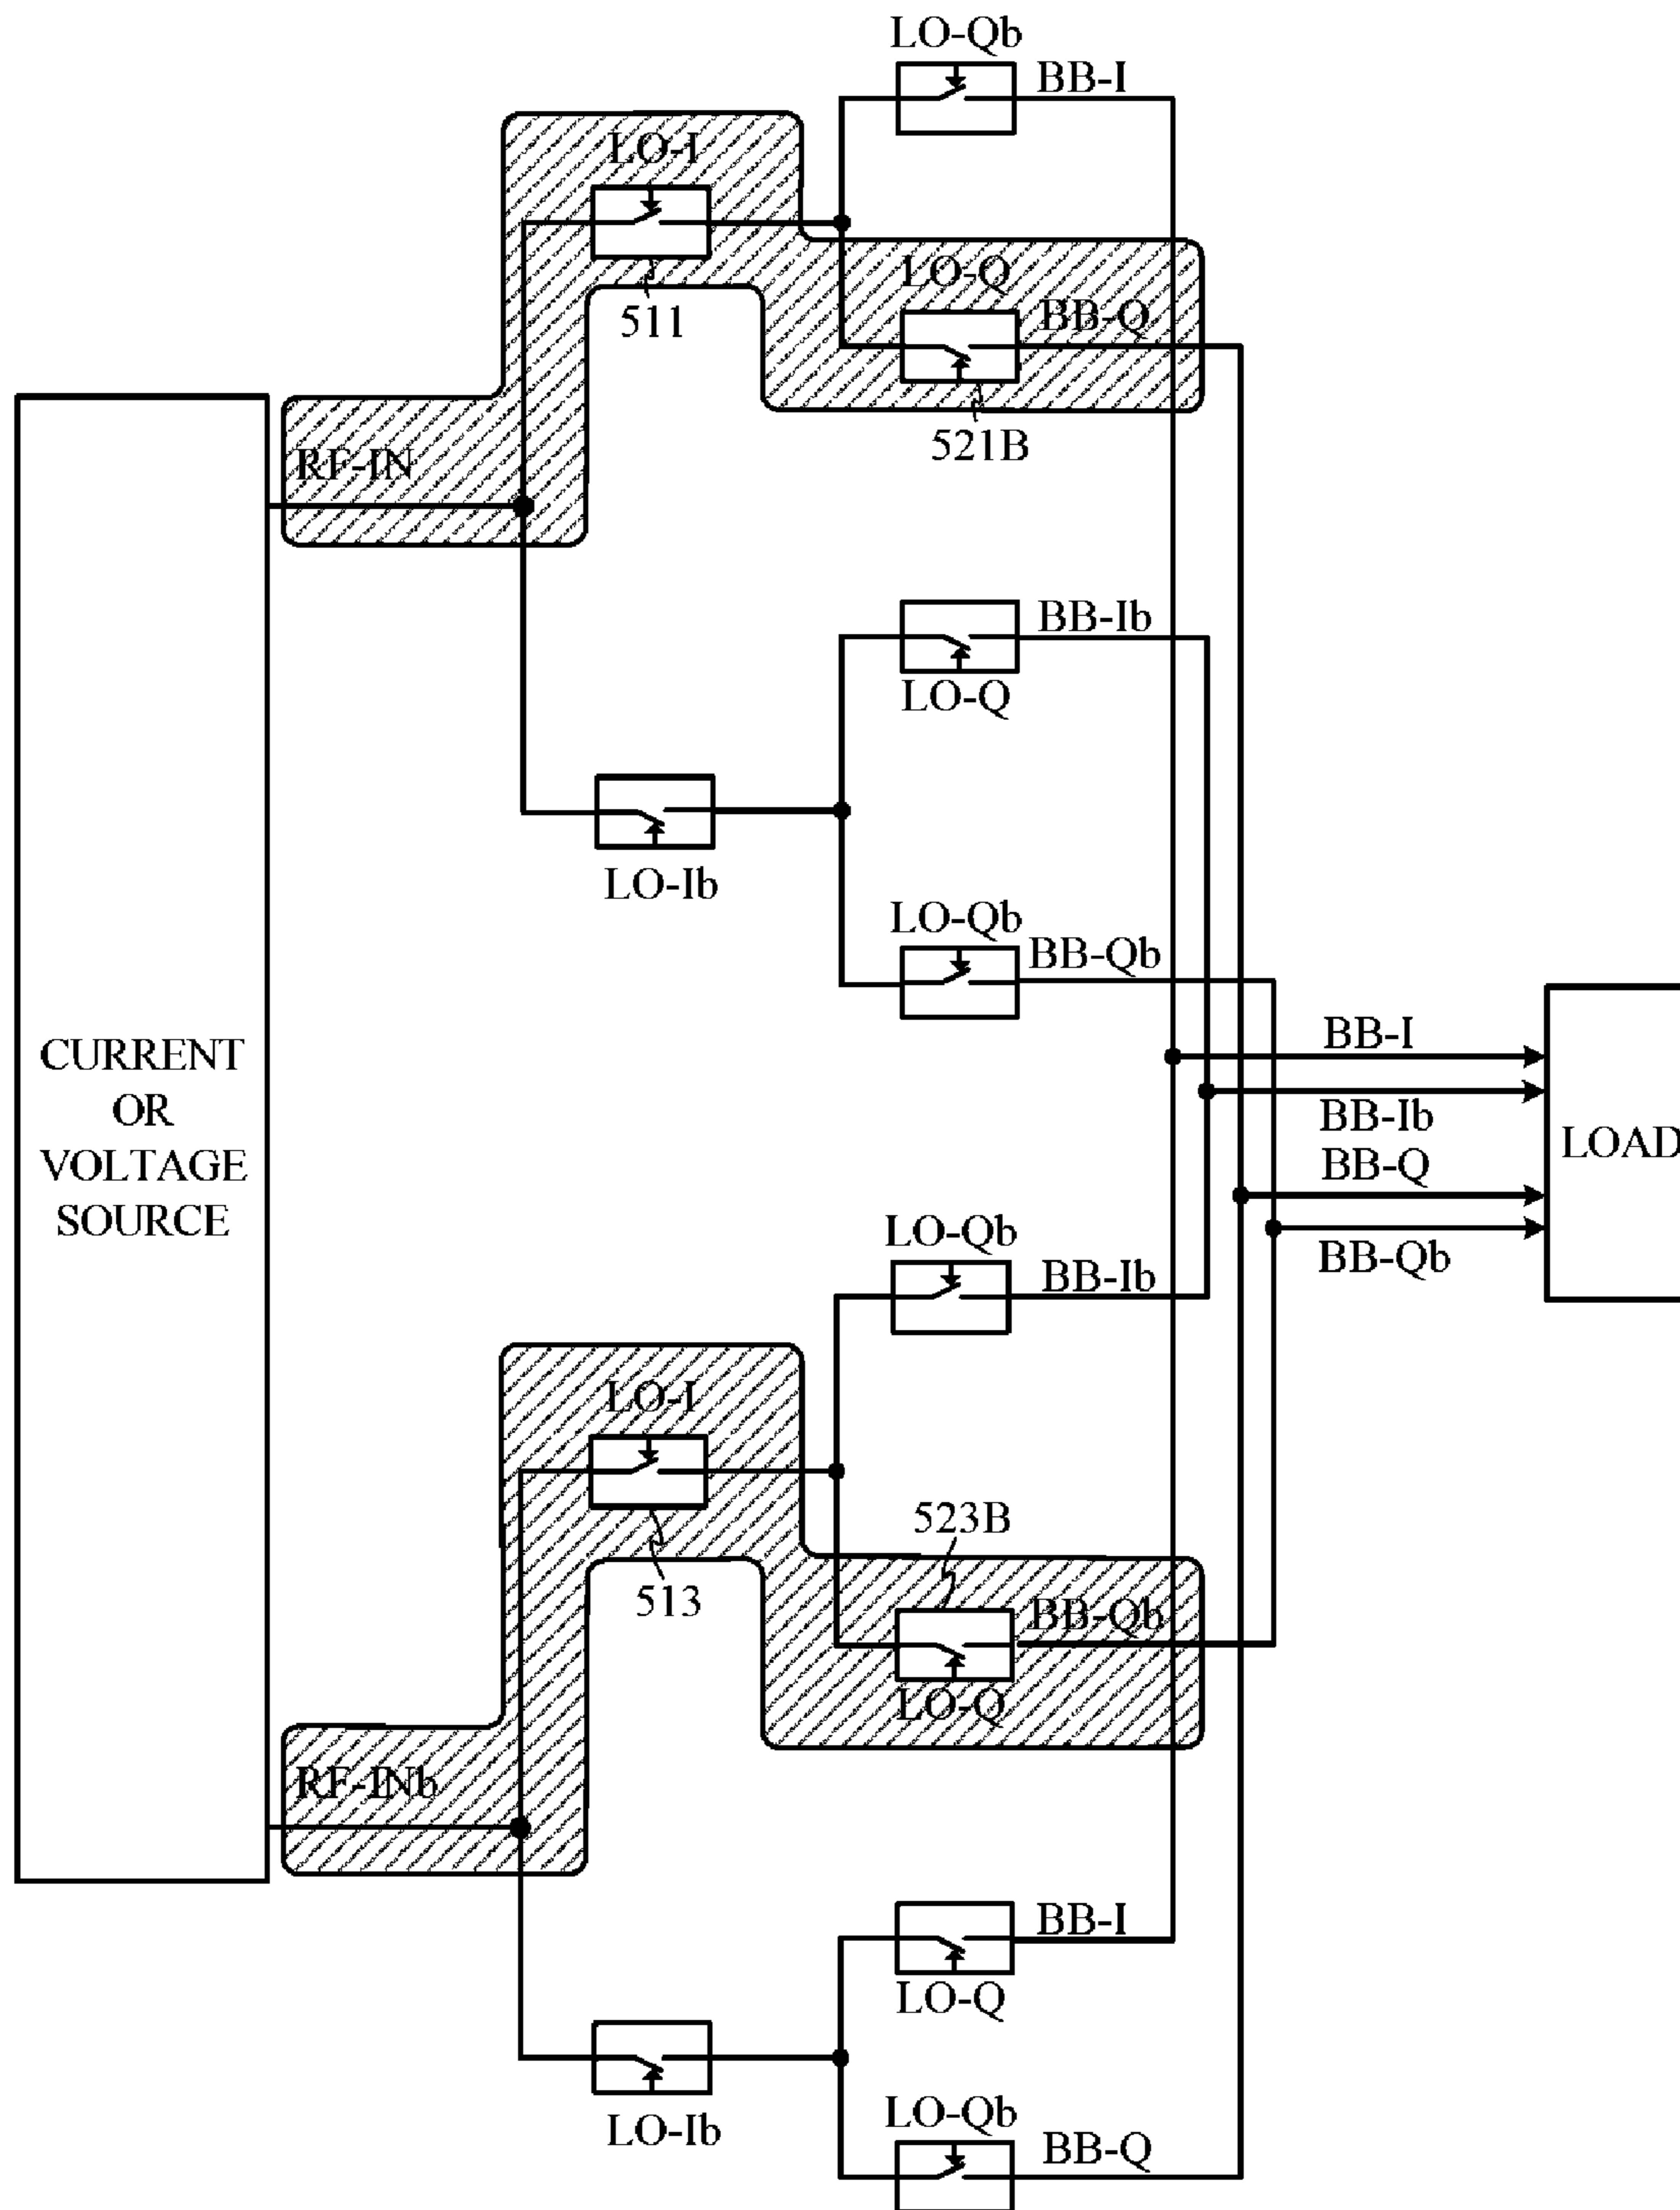 LO-Qb
BB-I
LO-I
511
LO-Q
BB-Q
521B
RF-IN
BB-Ib
LO-Q
LO-Ib
LO-Qb
BB-Qb
CURRENT
OR
VOLTAGE
SOURCE
BB-I
BB-Ib
BB-Q
BB-Qb
LOAD
LO-Qb
BB-Ib
LO-I
513
523B
BB-Qb
LO-Q
RF-INb
BB-I
LO-Q
LO-Ib
LO-Qb
BB-Q